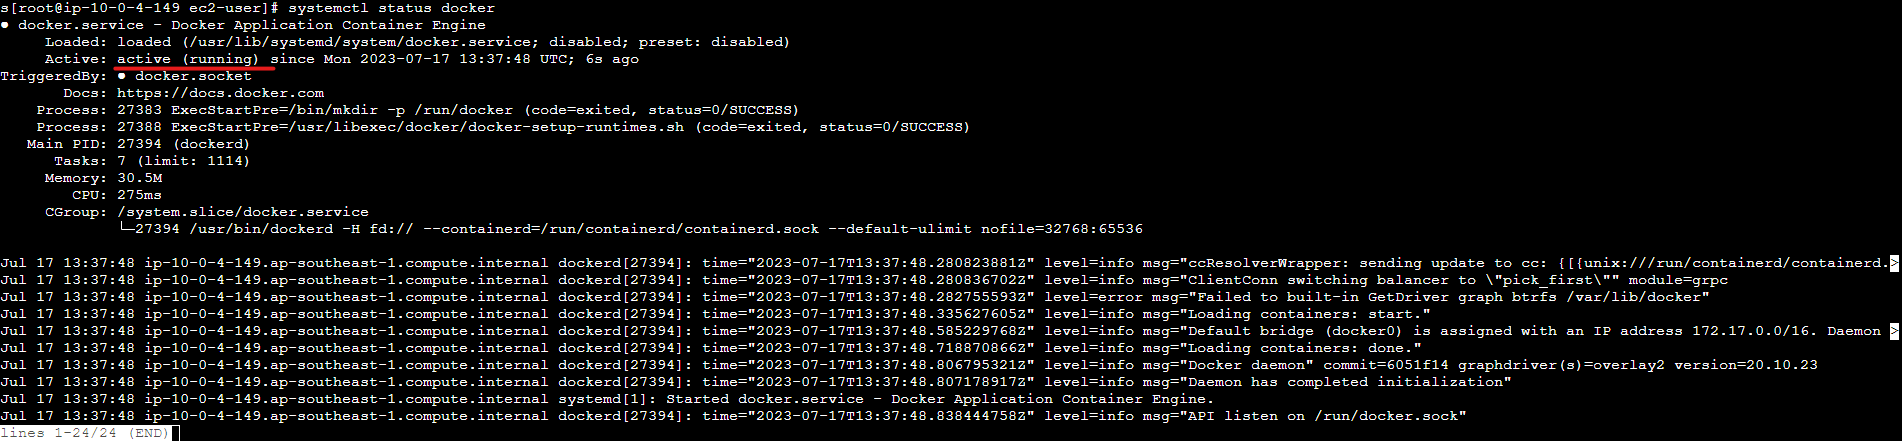 s[root@ip-10-0-4-149 ec2-user]# systemctl status docker
● docker.service - Docker Application Container Engine
     Loaded: loaded (/usr/lib/systemd/system/docker.service; disabled; preset: disabled)
     Active: active (running) since Mon 2023-07-17 13:37:48 UTC; 6s ago
TriggeredBy: ● docker.socket
       Docs: https://docs.docker.com
    Process: 27383 ExecStartPre=/bin/mkdir -p /run/docker (code=exited, status=0/SUCCESS)
    Process: 27388 ExecStartPre=/usr/libexec/docker/docker-setup-runtimes.sh (code=exited, status=0/SUCCESS)
   Main PID: 27394 (dockerd)
      Tasks: 7 (limit: 1114)
     Memory: 30.5M
        CPU: 275ms
     CGroup: /system.slice/docker.service
             └─27394 /usr/bin/dockerd -H fd:// --containerd=/run/containerd/containerd.sock --default-ulimit nofile=32768:65536
Jul 17 13:37:48 ip-10-0-4-149.ap-southeast-1.compute.internal dockerd[27394]: time="2023-07-17T13:37:48.280823881Z" level=info msg="ccResolverWrapper: sending update to cc: {[{unix:///run/containerd/containerd.>
Jul 17 13:37:48 ip-10-0-4-149.ap-southeast-1.compute.internal dockerd[27394]: time="2023-07-17T13:37:48.280836702Z" level=info msg="ClientConn switching balancer to \"pick_first\"" module=grpc
Jul 17 13:37:48 ip-10-0-4-149.ap-southeast-1.compute.internal dockerd[27394]: time="2023-07-17T13:37:48.282755593Z" level=error msg="Failed to built-in GetDriver graph btrfs /var/lib/docker"
Jul 17 13:37:48 ip-10-0-4-149.ap-southeast-1.compute.internal dockerd[27394]: time="2023-07-17T13:37:48.335627605Z" level=info msg="Loading containers: start."
Jul 17 13:37:48 ip-10-0-4-149.ap-southeast-1.compute.internal dockerd[27394]: time="2023-07-17T13:37:48.585229768Z" level=info msg="Default bridge (docker0) is assigned with an IP address 172.17.0.0/16. Daemon >
Jul 17 13:37:48 ip-10-0-4-149.ap-southeast-1.compute.internal dockerd[27394]: time="2023-07-17T13:37:48.718870866Z" level=info msg="Loading containers: done."
Jul 17 13:37:48 ip-10-0-4-149.ap-southeast-1.compute.internal dockerd[27394]: time="2023-07-17T13:37:48.806795321Z" level=info msg="Docker daemon" commit=6051f14 graphdriver(s)=overlay2 version=20.10.23
Jul 17 13:37:48 ip-10-0-4-149.ap-southeast-1.compute.internal dockerd[27394]: time="2023-07-17T13:37:48.807178917Z" level=info msg="Daemon has completed initialization"
Jul 17 13:37:48 ip-10-0-4-149.ap-southeast-1.compute.internal systemd[1]: Started docker.service - Docker Application Container Engine.
Jul 17 13:37:48 ip-10-0-4-149.ap-southeast-1.compute.internal dockerd[27394]: time="2023-07-17T13:37:48.838444758Z" level=info msg="API listen on /run/docker.sock"
lines 1-24/24 (END)